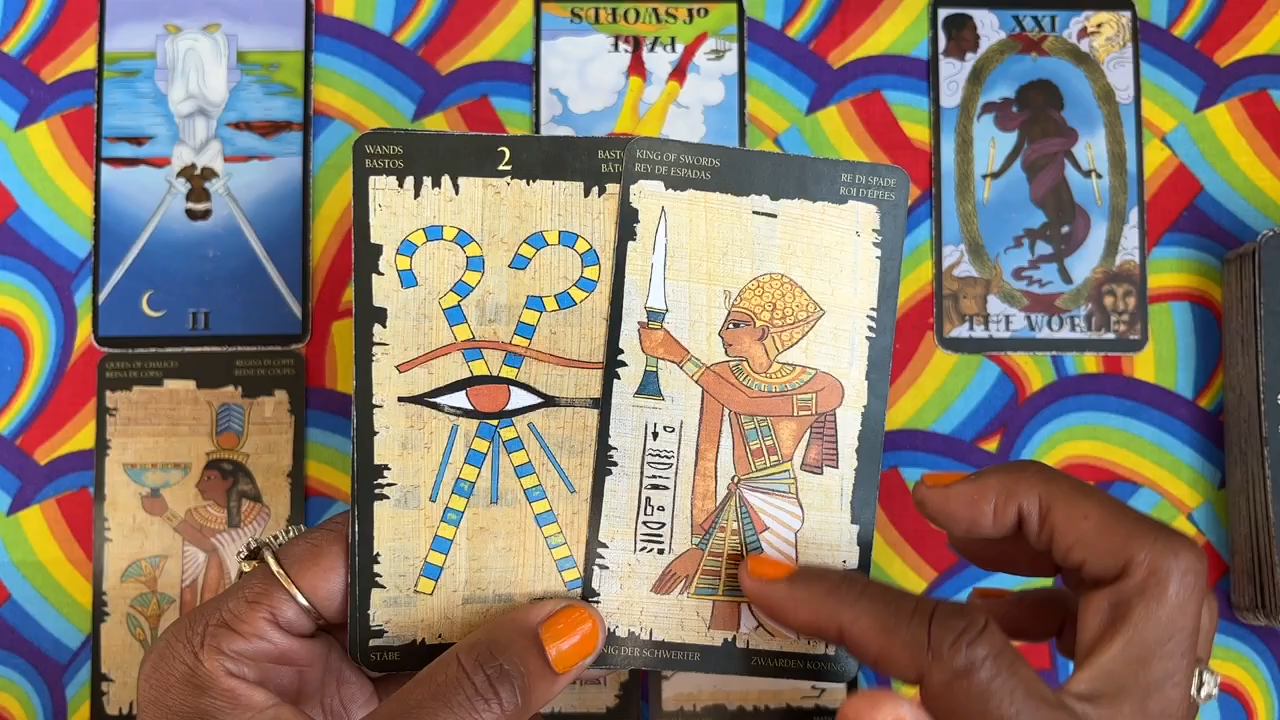 of SWORDS
PAGE
XXI
THE WORLD
II
WANDS
BASTOS
2
KING OF SWORDS
REY DE ESPADAS
RE DI SPADE
ROI D'ÉPÉES
QUEEN OF CHALICES
REINA DE COPAS
REGINA DI COPPE
REINE DE COUPES
STÄBE
SCHWERTER
ZWAARDEN KONING